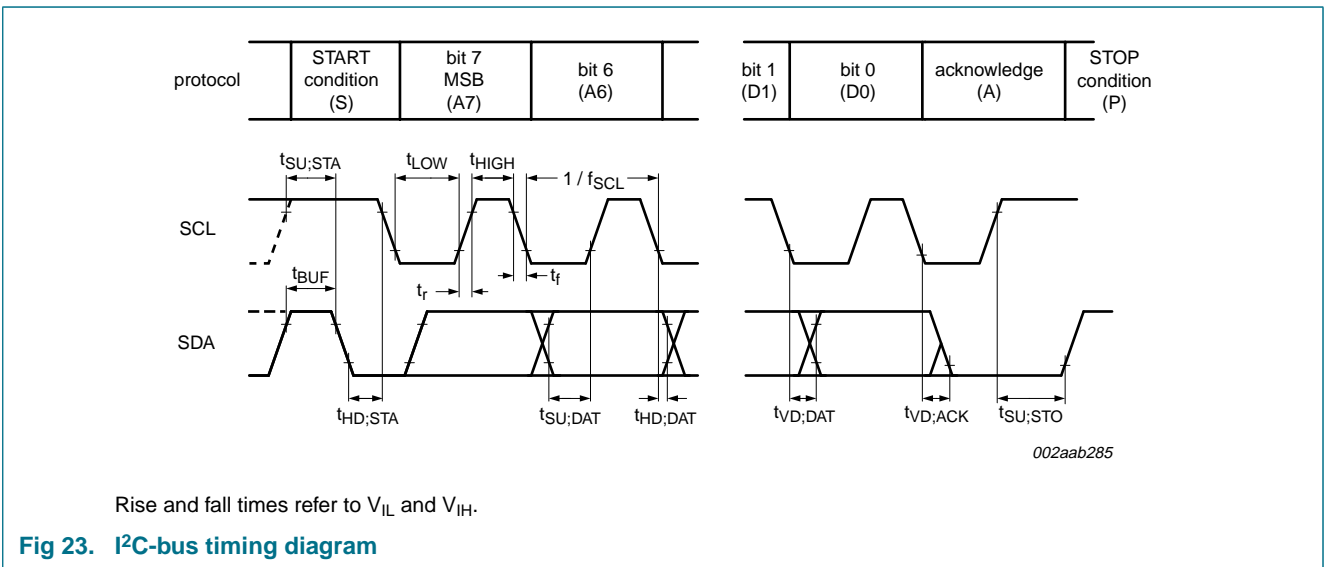 protocol
START
condition
(S)
bit 7
MSB
(A7)
bit 6
(A6)
bit 1
(D1)
bit 0
(D0)
acknowledge
(A)
STOP
condition
(P)
tSU;STA
tLOW
tHIGH
1 / fSCL
SCL
tBUF
tr
tf
SDA
tHD;STA
tSU;DAT
tHD;DAT
tVD;DAT
tVD;ACK
tSU;STO
002aab285
Rise and fall times refer to VIL and VIH.
Fig 23. I²C-bus timing diagram